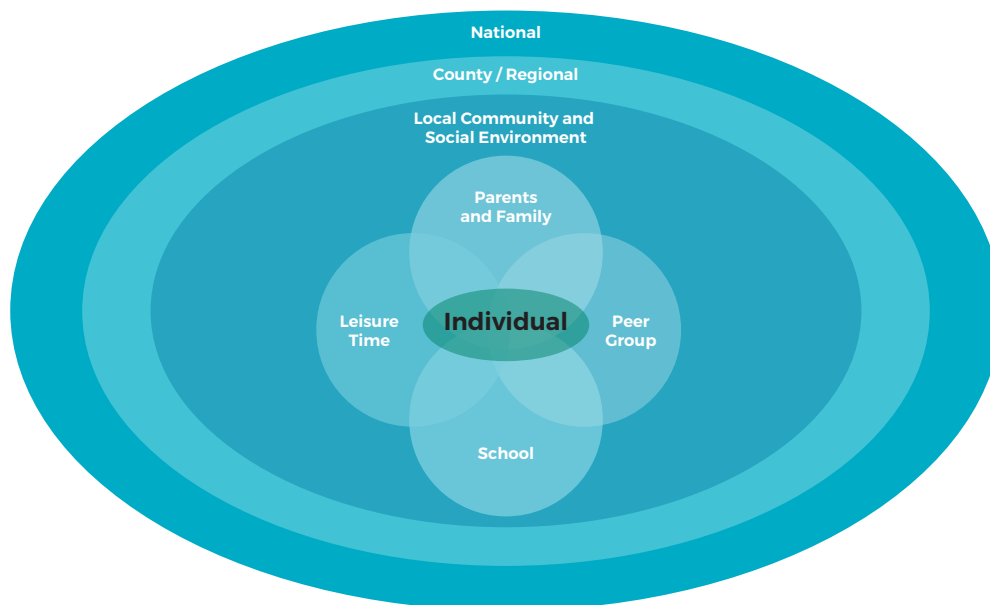 National
County / Regional
Local Community and
Social Environment
Parents
and Family
Leisure
Time
Individual
Peer
Group
School